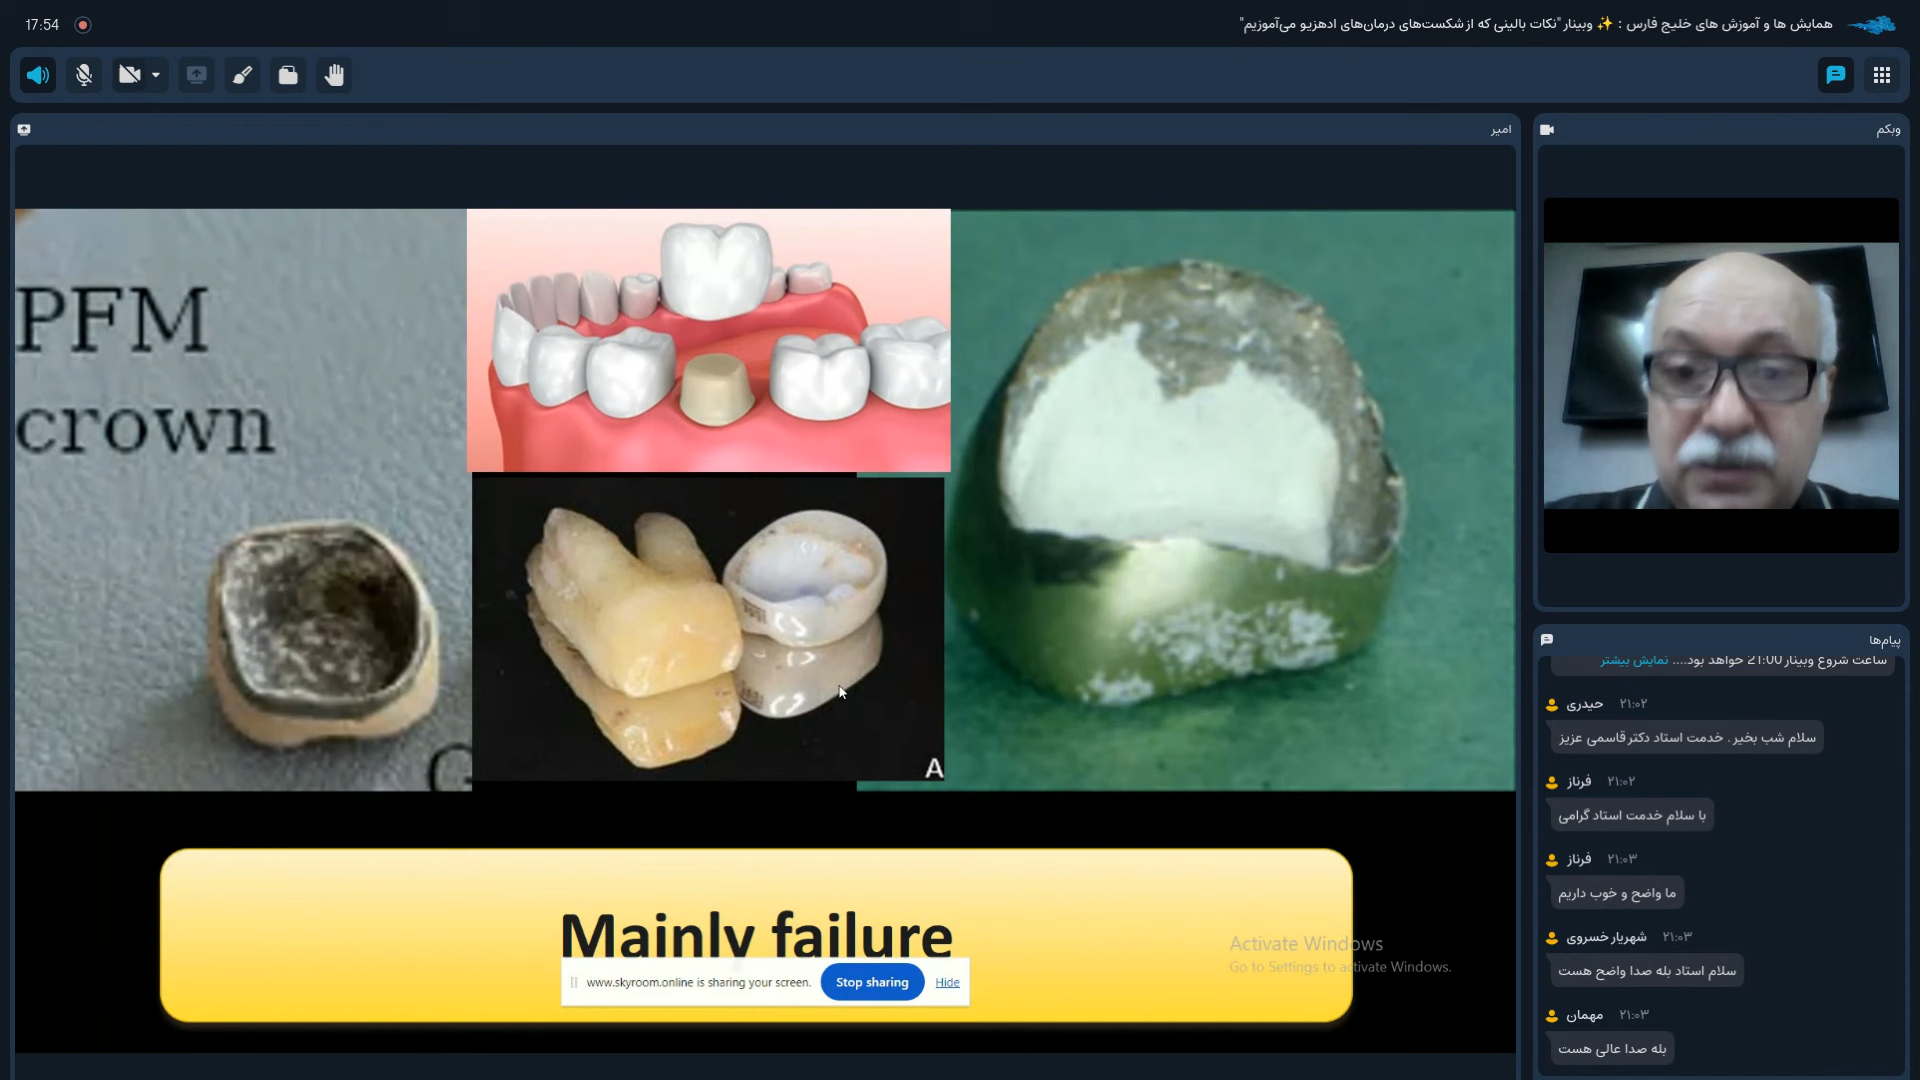 17:54
همایش ها و آموزش های خلیج فارس : ✨ وبینار "نکات بالینی که از شکست‌های درمان‌های ادهزیو می‌آموزیم"
امیر
وبکم
PFM
crown
A
Mainly failure
www.skyroom.online is sharing your screen.
Stop sharing
Hide
Activate Windows
Go to Settings to activate Windows.
پیام‌ها
ساعت شروع وبینار 21:00 خواهد بود.... نمایش بیشتر
حیدری ۲۱:۰۲
سلام شب بخیر . خدمت استاد دکتر قاسمی عزیز
فرناز ۲۱:۰۲
با سلام خدمت استاد گرامی
فرناز ۲۱:۰۳
ما واضح و خوب داریم
شهریار خسروی ۲۱:۰۳
سلام استاد بله صدا واضح هست
مهمان ۲۱:۰۳
بله صدا عالی هست